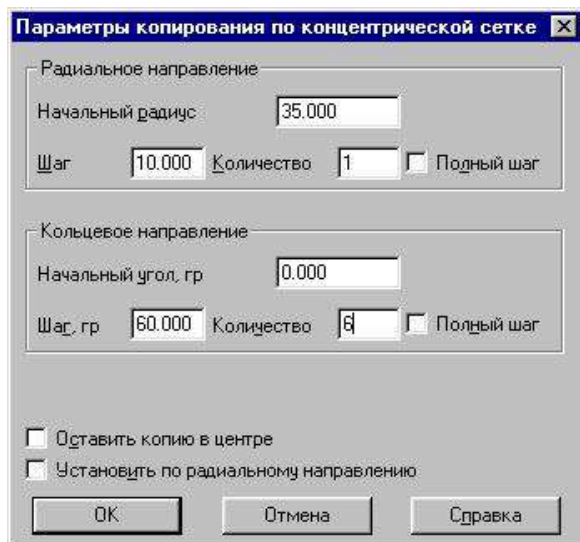 Параметры копирования по концентрической сетке
Радиальное направление
Начальный радиус 35.000
Шаг 10.000 Количество 1 Полный шаг
Кольцевое направление
Начальный угол, гр 0.000
Шаг, гр 60.000 Количество 6 Полный шаг
Оставить копию в центре
Установить по радиальному направлению
OK Отмена Справка